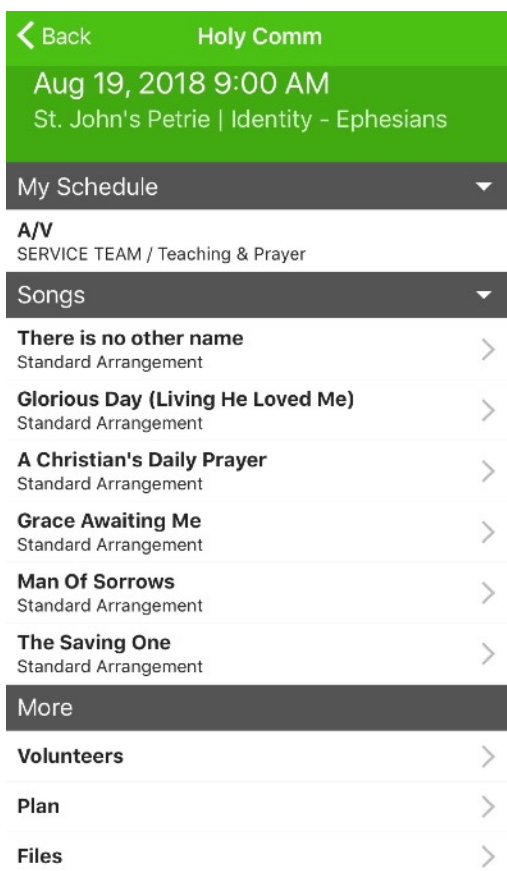 Back
Holy Comm
Aug 19, 2018 9:00 AM
St. John's Petrie | Identity - Ephesians
My Schedule
A/V
SERVICE TEAM / Teaching & Prayer
Songs
There is no other name
Standard Arrangement
Glorious Day (Living He Loved Me)
Standard Arrangement
A Christian's Daily Prayer
Standard Arrangement
Grace Awaiting Me
Standard Arrangement
Man Of Sorrows
Standard Arrangement
The Saving One
Standard Arrangement
More
Volunteers
Plan
Files